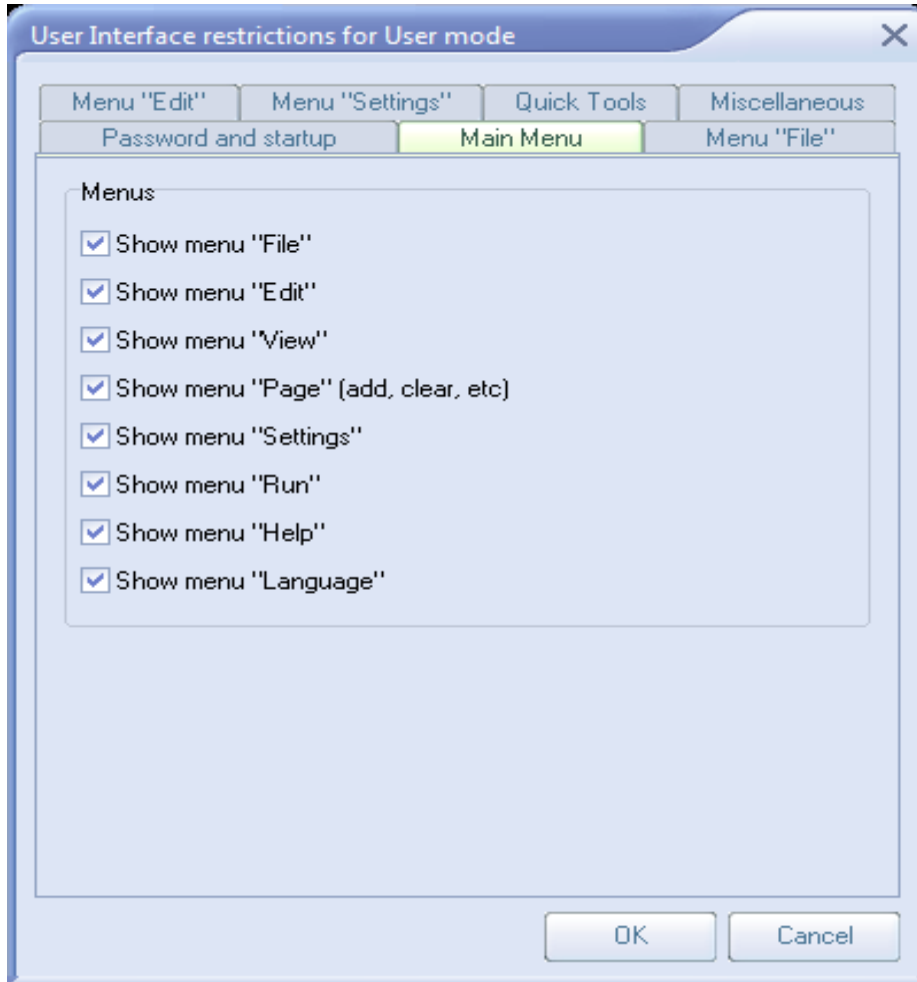 User Interface restrictions for User mode
Menu "Edit" Menu "Settings" Quick Tools Miscellaneous
Password and startup Main Menu Menu "File"
Menus
Show menu "File"
Show menu "Edit"
Show menu "View"
Show menu "Page" (add, clear, etc)
Show menu "Settings"
Show menu "Run"
Show menu "Help"
Show menu "Language"
OK Cancel